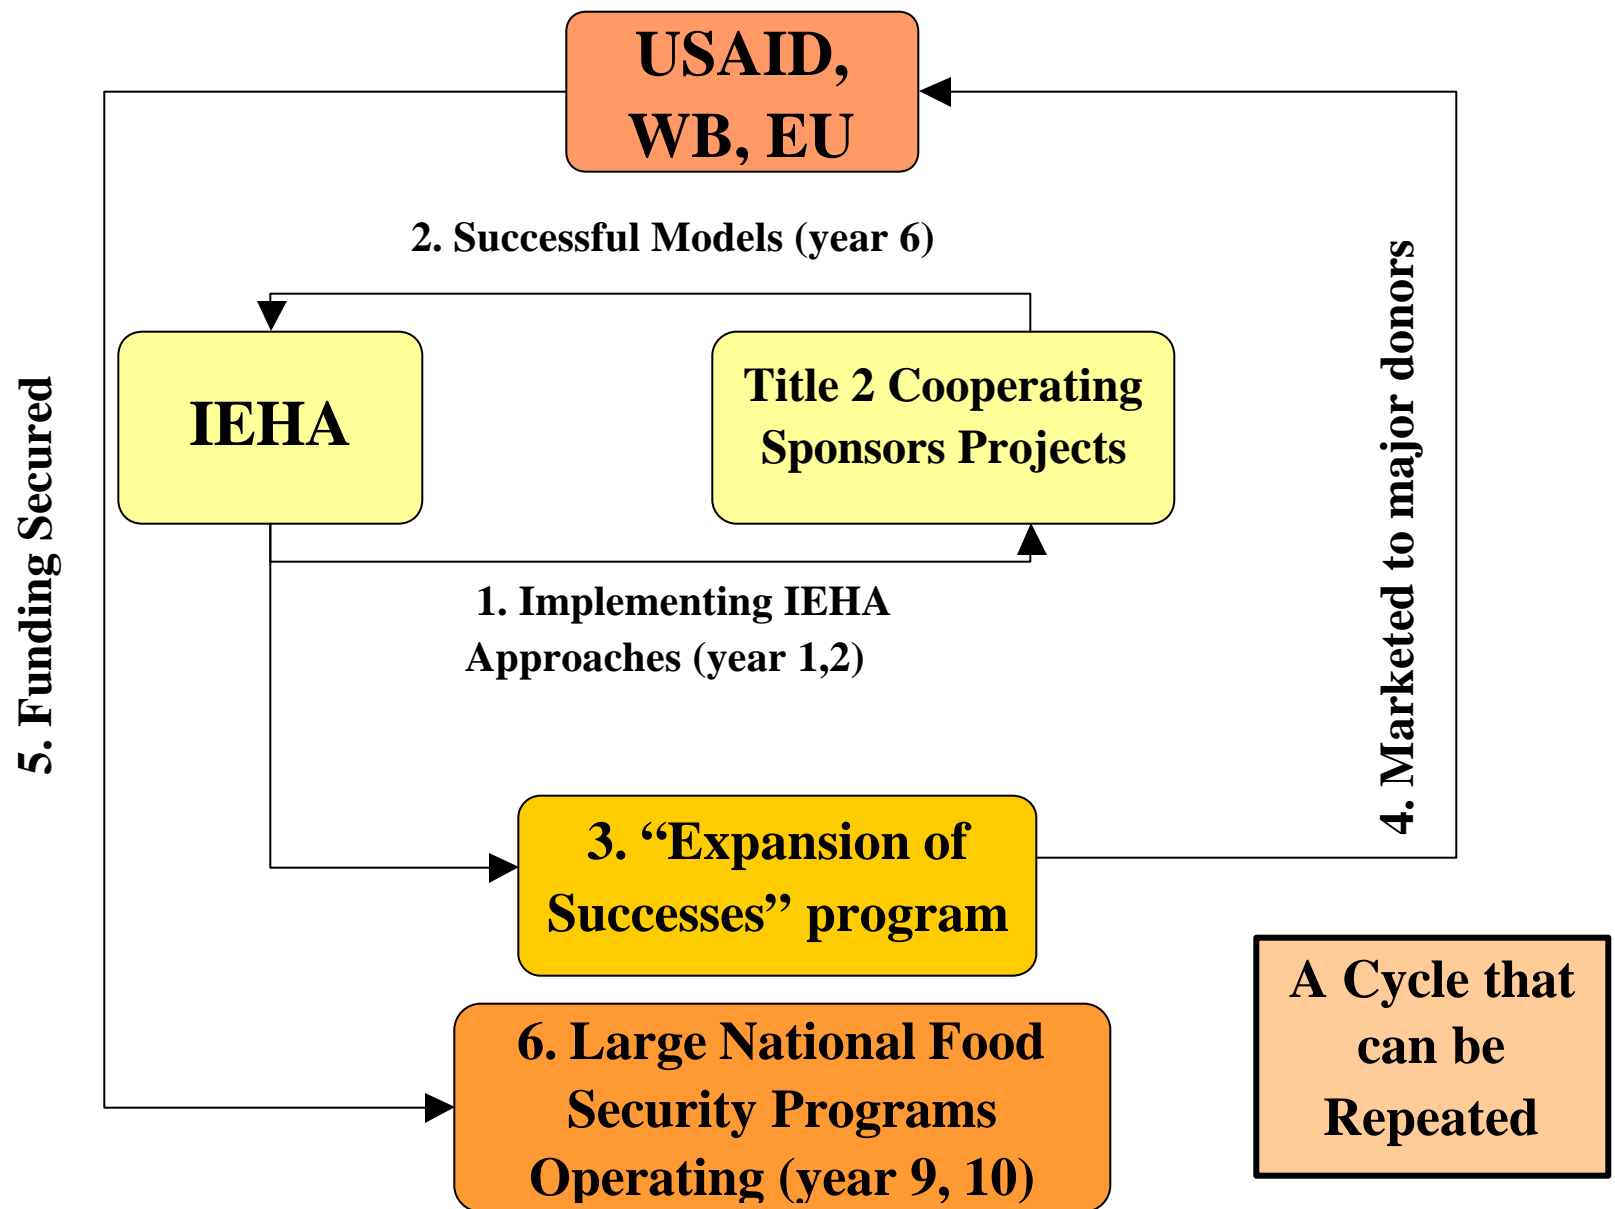 USAID,
WB, EU
2. Successful Models (year 6)
IEHA
Title 2 Cooperating
Sponsors Projects
1. Implementing IEHA
Approaches (year 1,2)
5. Funding Secured
4. Marketed to major donors
3. “Expansion of
Successes” program
6. Large National Food
Security Programs
Operating (year 9, 10)
A Cycle that
can be
Repeated